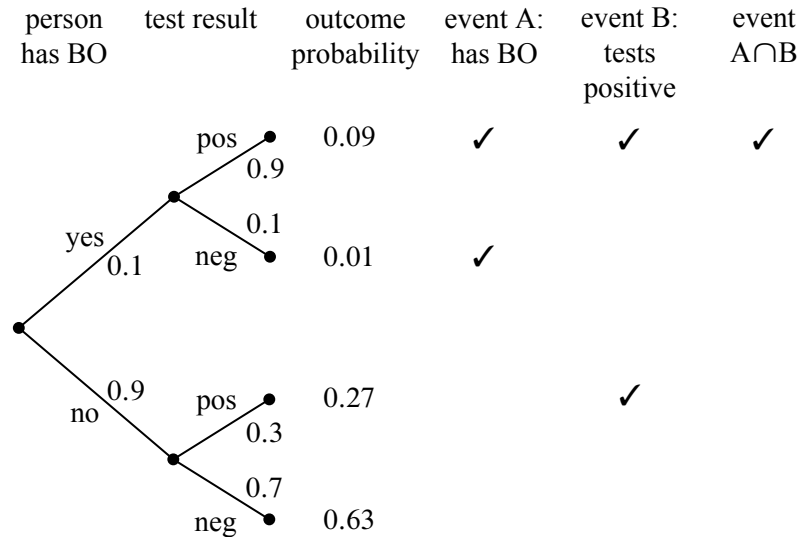 person test result outcome event A: event B: event
has BO probability has BO tests A∩B
positive
pos 0.09 ✓ ✓ ✓
0.9
yes 0.1
neg 0.01 ✓
0.1
0.9 pos 0.27 ✓
no 0.3
0.7
neg 0.63